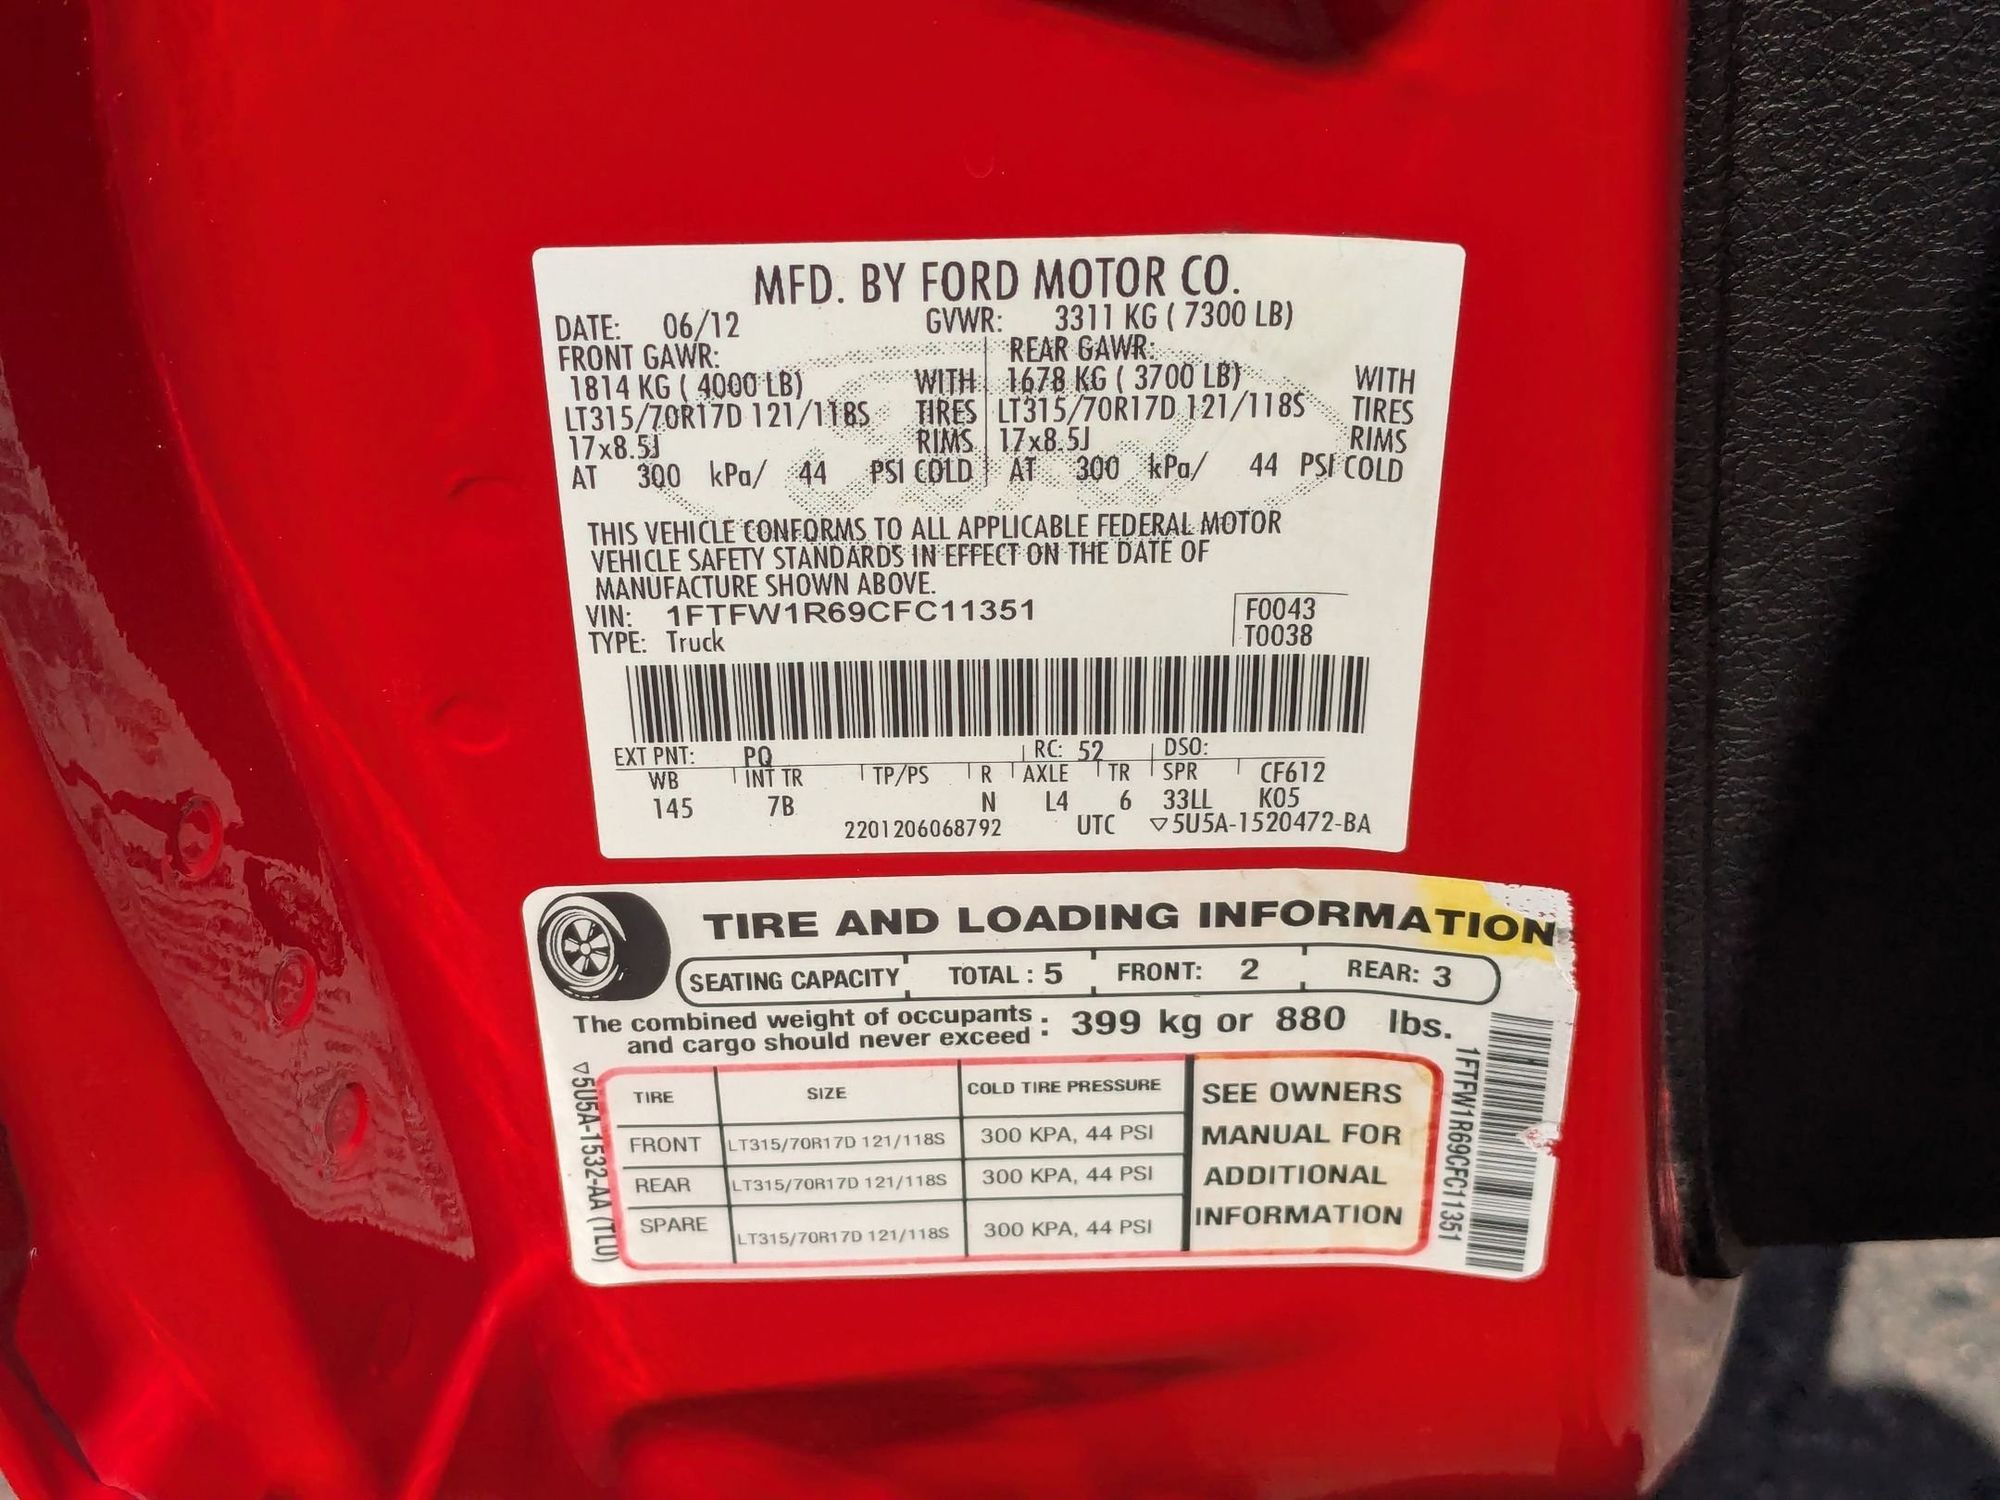 MFD. BY FORD MOTOR CO.
DATE: 06/12 GVWR: 3311 KG ( 7300 LB)
FRONT GAWR: REAR GAWR:
1814 KG ( 4000 LB) WITH 1678 KG ( 3700 LB) WITH
LT315/70R17D 121/118S TIRES LT315/70R17D 121/118S TIRES
17x8.5J RIMS 17x8.5J RIMS
AT 300 kPa/ 44 PSI COLD AT 300 kPa/ 44 PSI COLD
THIS VEHICLE CONFORMS TO ALL APPLICABLE FEDERAL MOTOR
VEHICLE SAFETY STANDARDS IN EFFECT ON THE DATE OF
MANUFACTURE SHOWN ABOVE.
VIN: 1FTFW1R69CFC11351 F0043
TYPE: Truck T0038
EXT PNT: PQ RC: 52 DSO:
WB INT TR TP/PS R AXLE TR SPR CF612
145 7B N L4 6 33LL K05
2201206068792 UTC ▽5U5A-1520472-BA
TIRE AND LOADING INFORMATION
SEATING CAPACITY TOTAL : 5 FRONT: 2 REAR: 3
The combined weight of occupants
and cargo should never exceed : 399 kg or 880 lbs.
TIRE SIZE COLD TIRE PRESSURE
FRONT LT315/70R17D 121/118S 300 KPA, 44 PSI
REAR LT315/70R17D 121/118S 300 KPA, 44 PSI
SPARE LT315/70R17D 121/118S 300 KPA, 44 PSI
SEE OWNERS
MANUAL FOR
ADDITIONAL
INFORMATION
▽5U5A-1532-AA (TLU)
1FTFW1R69CFC11351